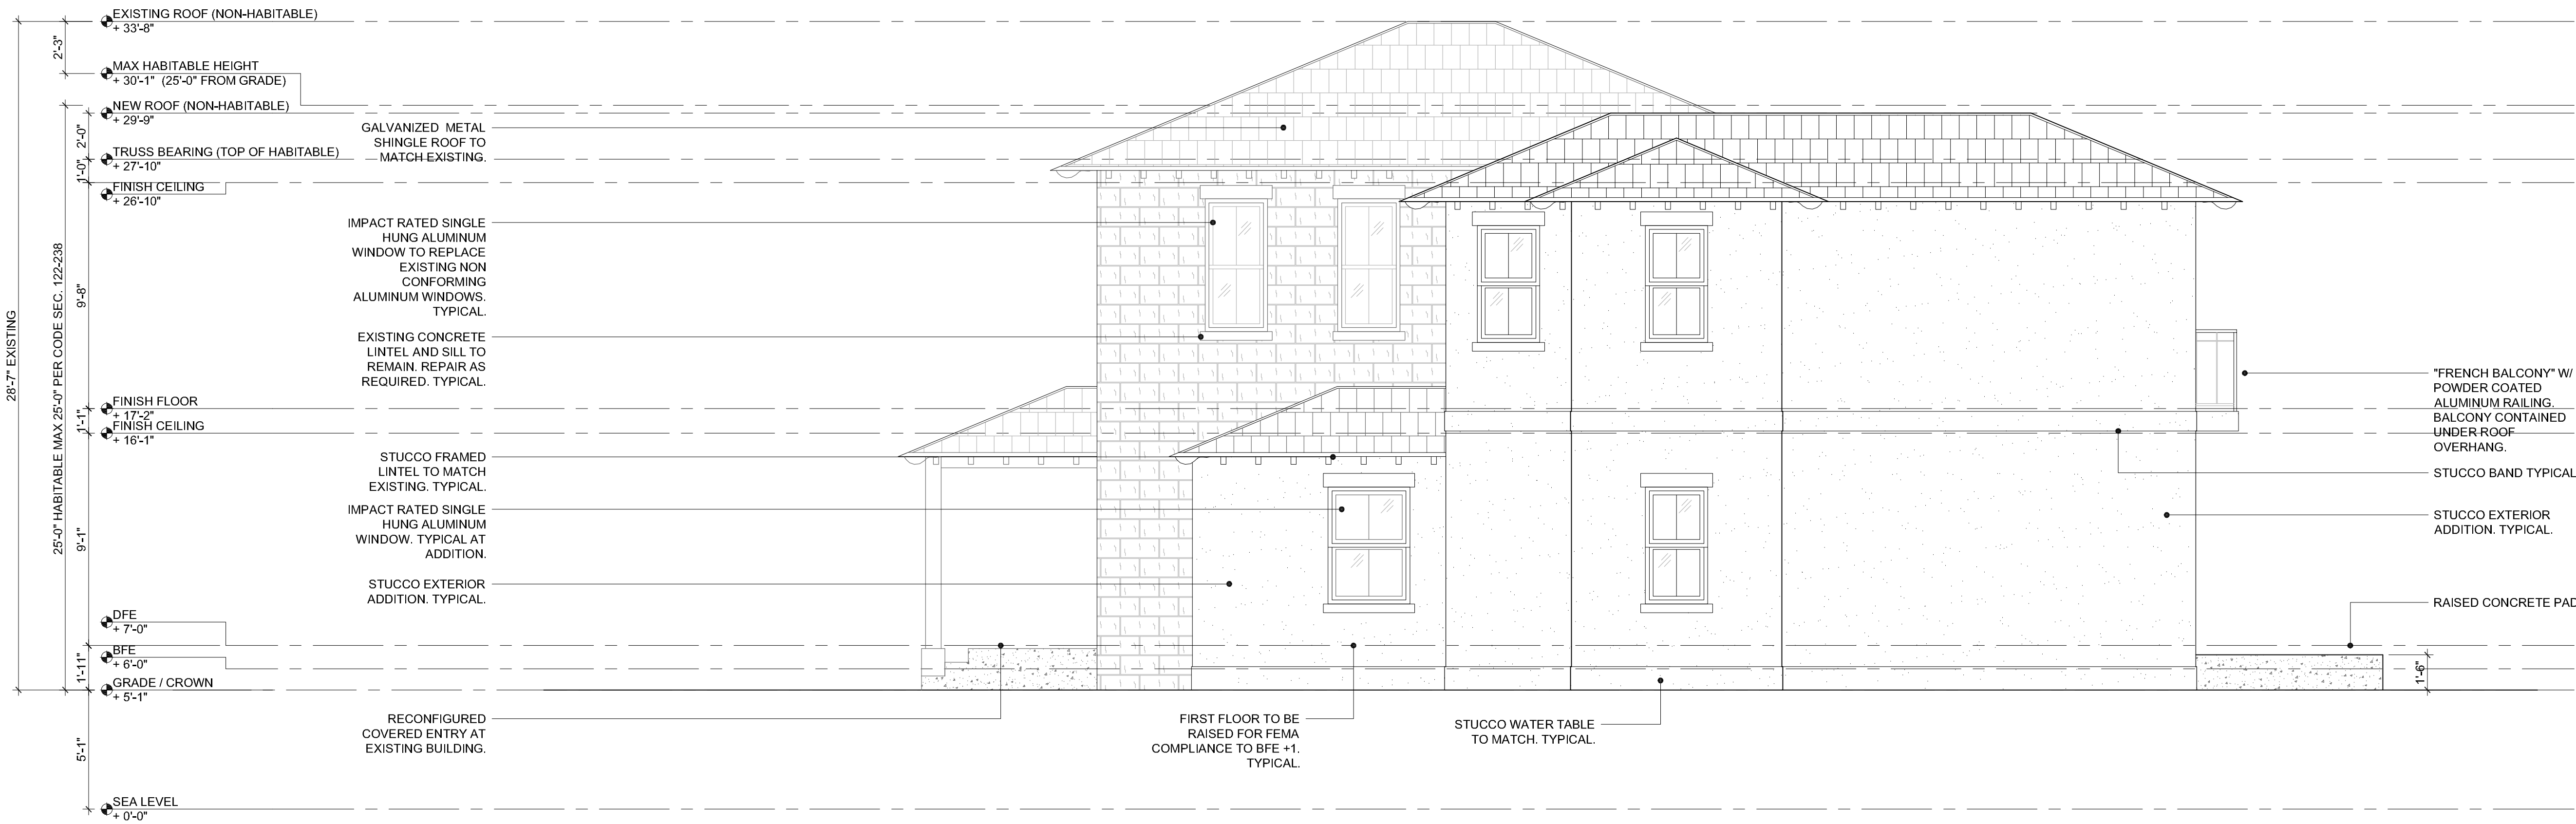 EXISTING ROOF (NON-HABITABLE)
+ 33'-8"
MAX HABITABLE HEIGHT
+ 30'-1" (25'-0" FROM GRADE)
NEW ROOF (NON-HABITABLE)
+ 29'-9"
TRUSS BEARING (TOP OF HABITABLE)
+ 27'-10"
FINISH CEILING
+ 26'-10"
FINISH FLOOR
+ 17'-2"
FINISH CEILING
+ 16'-1"
DFE
+ 7'-0"
BFE
+ 6'-0"
GRADE / CROWN
+ 5'-1"
SEA LEVEL
+ 0'-0"
28'-7" EXISTING
2'-3"
25'-0" HABITABLE MAX 25'-0" PER CODE SEC. 122-238
2'-0"
1'-0"
9'-8"
1'-1"
9'-1"
1'-11"
5'-1"
GALVANIZED METAL
SHINGLE ROOF TO
MATCH EXISTING.
IMPACT RATED SINGLE
HUNG ALUMINUM
WINDOW TO REPLACE
EXISTING NON
CONFORMING
ALUMINUM WINDOWS.
TYPICAL.
EXISTING CONCRETE
LINTEL AND SILL TO
REMAIN. REPAIR AS
REQUIRED. TYPICAL.
STUCCO FRAMED
LINTEL TO MATCH
EXISTING. TYPICAL.
IMPACT RATED SINGLE
HUNG ALUMINUM
WINDOW. TYPICAL AT
ADDITION.
STUCCO EXTERIOR
ADDITION. TYPICAL.
RECONFIGURED
COVERED ENTRY AT
EXISTING BUILDING.
FIRST FLOOR TO BE
RAISED FOR FEMA
COMPLIANCE TO BFE +1.
TYPICAL.
STUCCO WATER TABLE
TO MATCH. TYPICAL.
"FRENCH BALCONY" W/
POWDER COATED
ALUMINUM RAILING.
BALCONY CONTAINED
UNDER ROOF
OVERHANG.
STUCCO BAND TYPICAL
STUCCO EXTERIOR
ADDITION. TYPICAL.
RAISED CONCRETE PAD
1'-6"